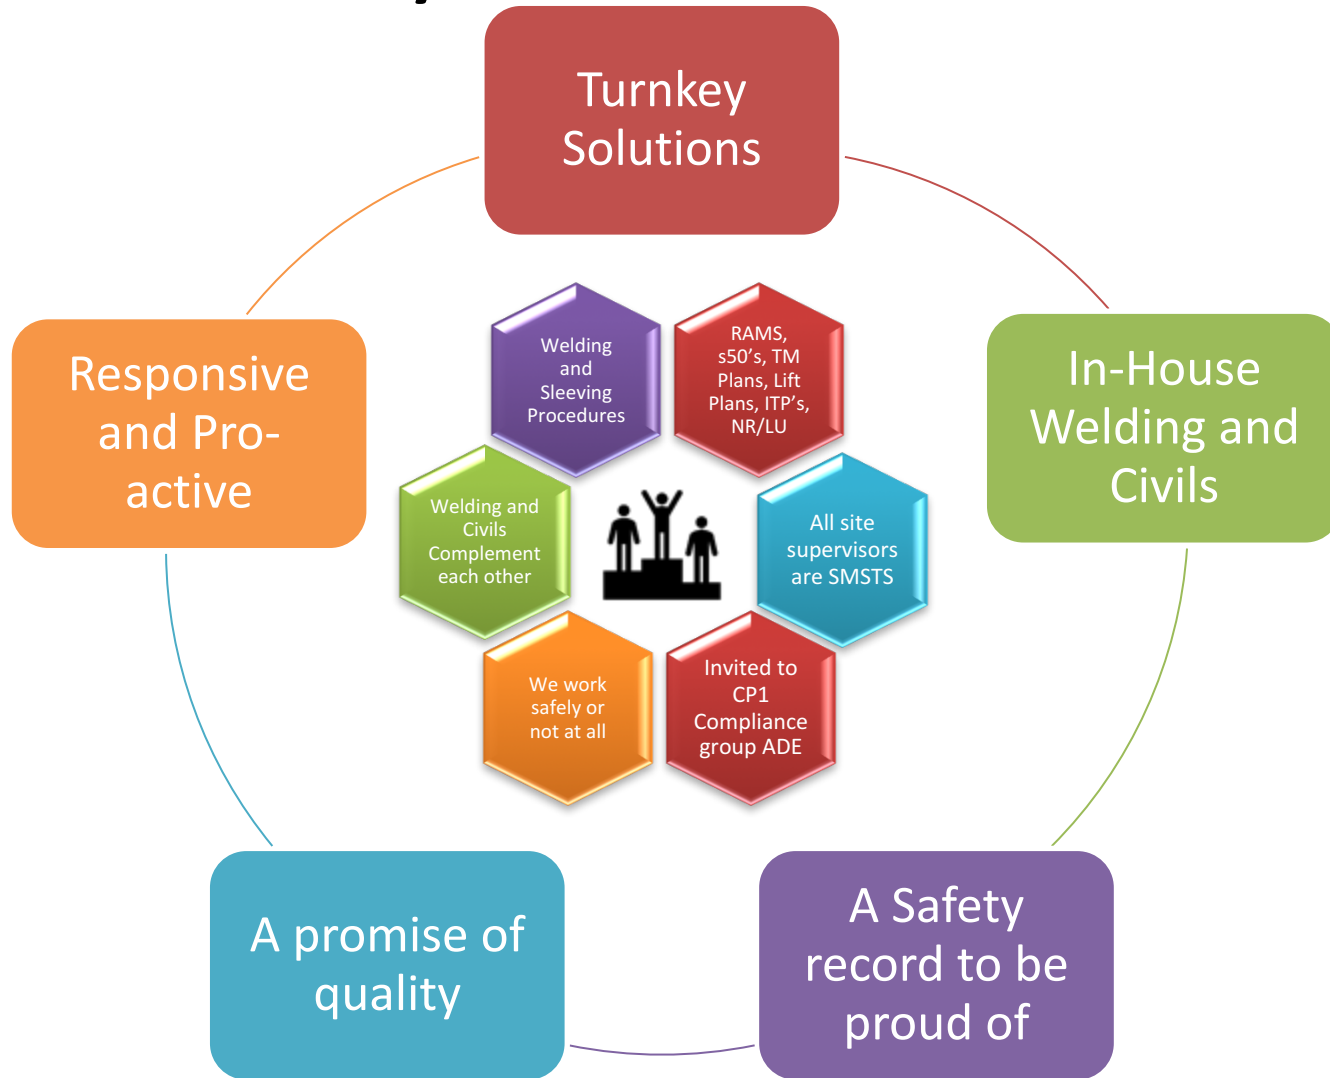 Turnkey
Solutions
Responsive
and Pro-
active
In-House
Welding and
Civils
Welding
and
Sleeving
Procedures
RAMS,
s50’s, TM
Plans, Lift
Plans, ITP’s,
NR/LU
Welding and
Civils
Complement
each other
All site
supervisors
are SMSTS
We work
safely or
not at all
Invited to
CP1
Compliance
group ADE
A promise of
quality
A Safety
record to be
proud of